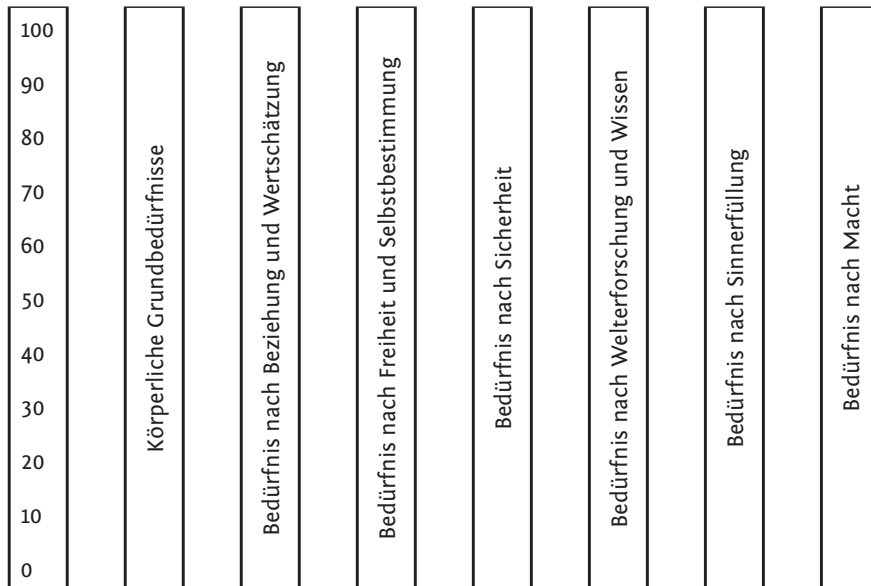 100
90
80
70
60
50
40
30
20
10
0
Körperliche Grundbedürfnisse
Bedürfnis nach Beziehung und Wertschätzung
Bedürfnis nach Freiheit und Selbstbestimmung
Bedürfnis nach Sicherheit
Bedürfnis nach Welterforschung und Wissen
Bedürfnis nach Sinnerfüllung
Bedürfnis nach Macht